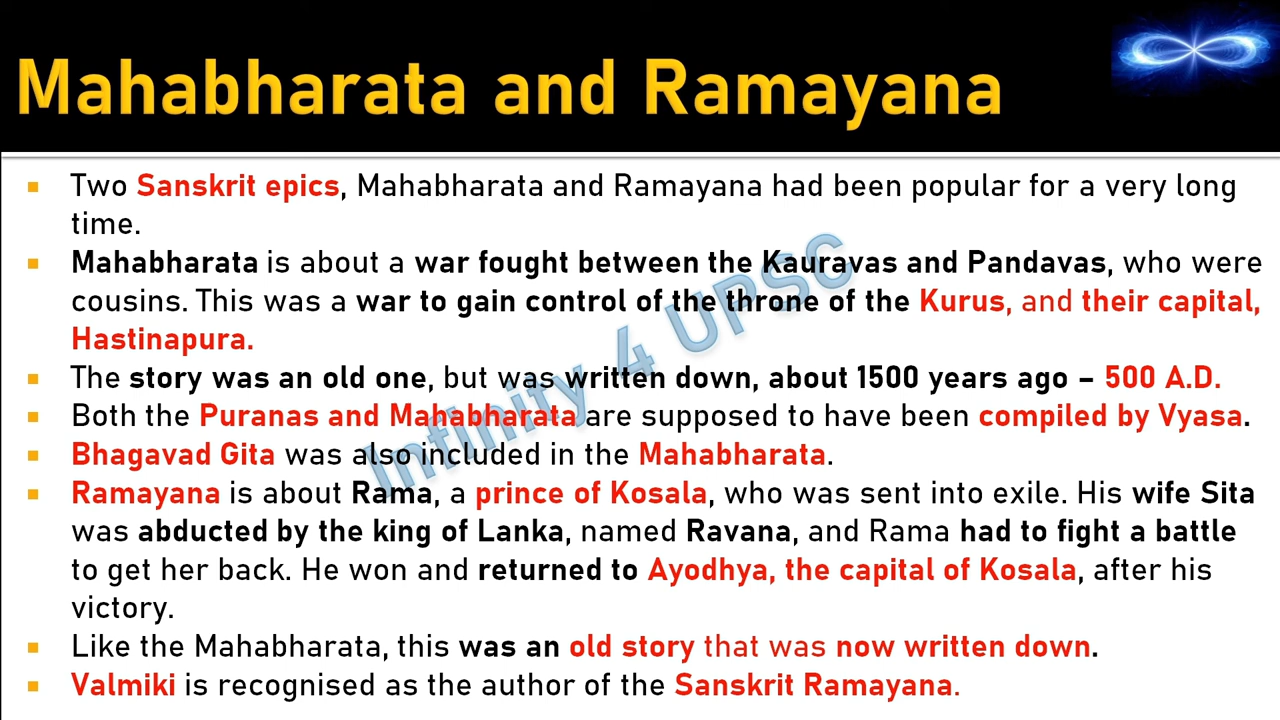 Mahabharata and Ramayana
Two Sanskrit epics, Mahabharata and Ramayana had been popular for a very long
time.
Mahabharata is about a war fought between the Kauravas and Pandavas, who were
cousins. This was a war to gain control of the throne of the Kurus, and their capital,
Hastinapura.
The story was an old one, but was written down, about 1500 years ago – 500 A.D.
Both the Puranas and Mahabharata are supposed to have been compiled by Vyasa.
Bhagavad Gita was also included in the Mahabharata.
Ramayana is about Rama, a prince of Kosala, who was sent into exile. His wife Sita
was abducted by the king of Lanka, named Ravana, and Rama had to fight a battle
to get her back. He won and returned to Ayodhya, the capital of Kosala, after his
victory.
Like the Mahabharata, this was an old story that was now written down.
Valmiki is recognised as the author of the Sanskrit Ramayana.
Infinity 4 UPSC